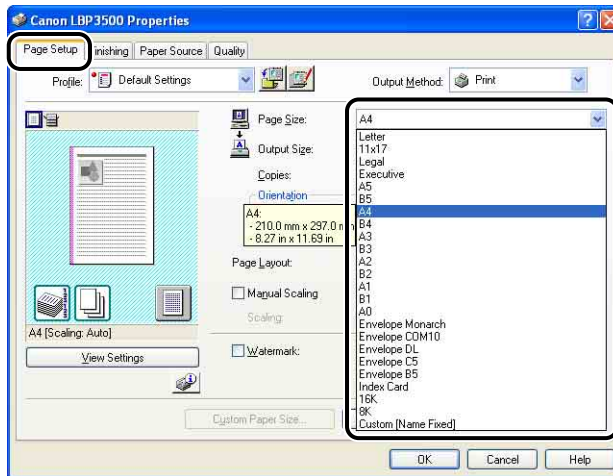 Canon LBP3500 Properties
Page Setup Finishing Paper Source Quality
Profile: Default Settings Output Method: Print
Page Size: A4
Output Size:
Copies:
Orientation
A4:
- 210.0 mm x 297.0 m
- 8.27 in x 11.69 in
Page Layout:
Manual Scaling
Scaling:
Watermark:
Letter
11x17
Legal
Executive
A5
B5
A4
B4
A3
B3
A2
B2
A1
B1
A0
Envelope Monarch
Envelope COM10
Envelope DL
Envelope C5
Envelope B5
Index Card
16K
8K
Custom [Name Fixed]
A4 [Scaling: Auto]
View Settings
Custom Paper Size...
OK Cancel Help